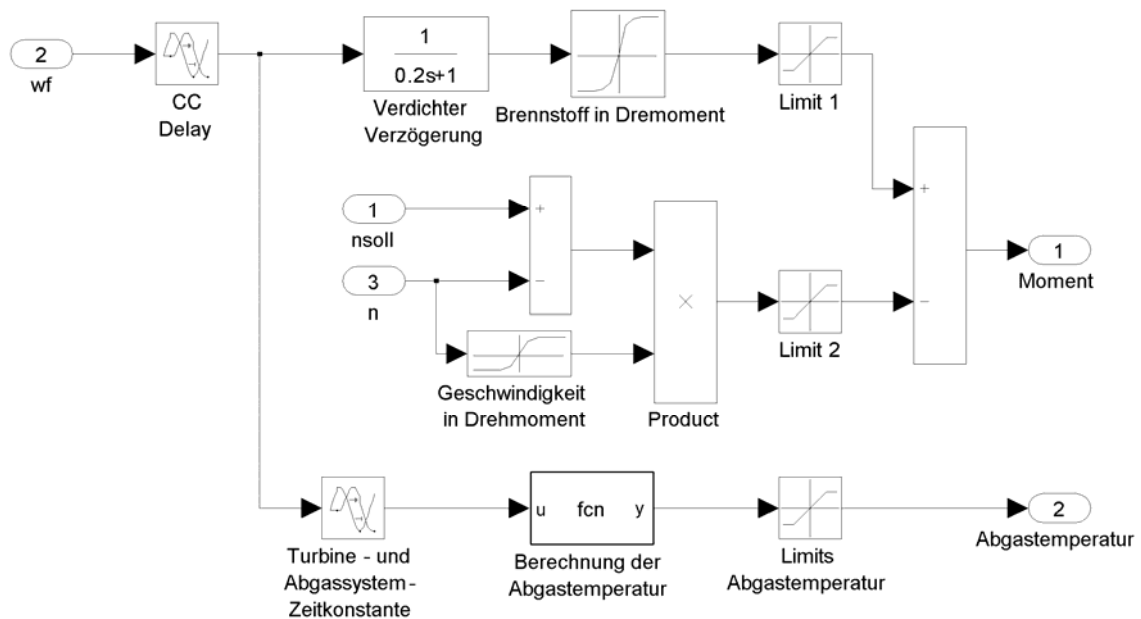 2
wf
CC
Delay
1
0.2s+1
Verdichter
Verzögerung
Brennstoff in Dremoment
Limit 1
1
nsoll
3
n
+
−
Geschwindigkeit
in Drehmoment
×
Product
Limit 2
+
−
1
Moment
Turbine - und
Abgassystem -
Zeitkonstante
u fcn y
Berechnung der
Abgastemperatur
Limits
Abgastemperatur
2
Abgastemperatur